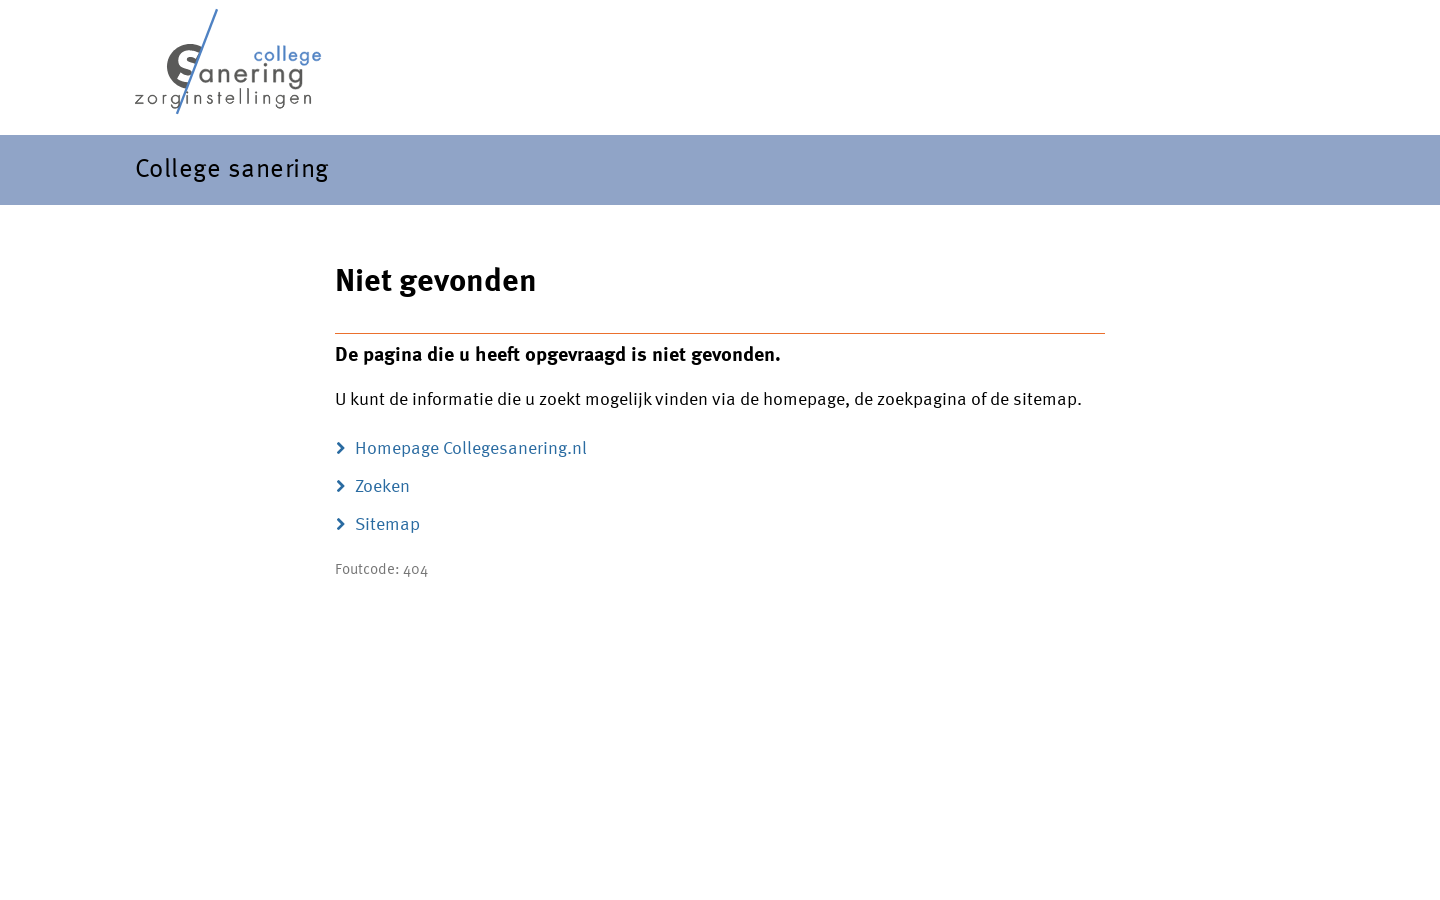 college
sanering
zorginstellingen
College sanering
Niet gevonden
De pagina die u heeft opgevraagd is niet gevonden.
U kunt de informatie die u zoekt mogelijk vinden via de homepage, de zoekpagina of de sitemap.
Homepage Collegesanering.nl
Zoeken
Sitemap
Foutcode: 404